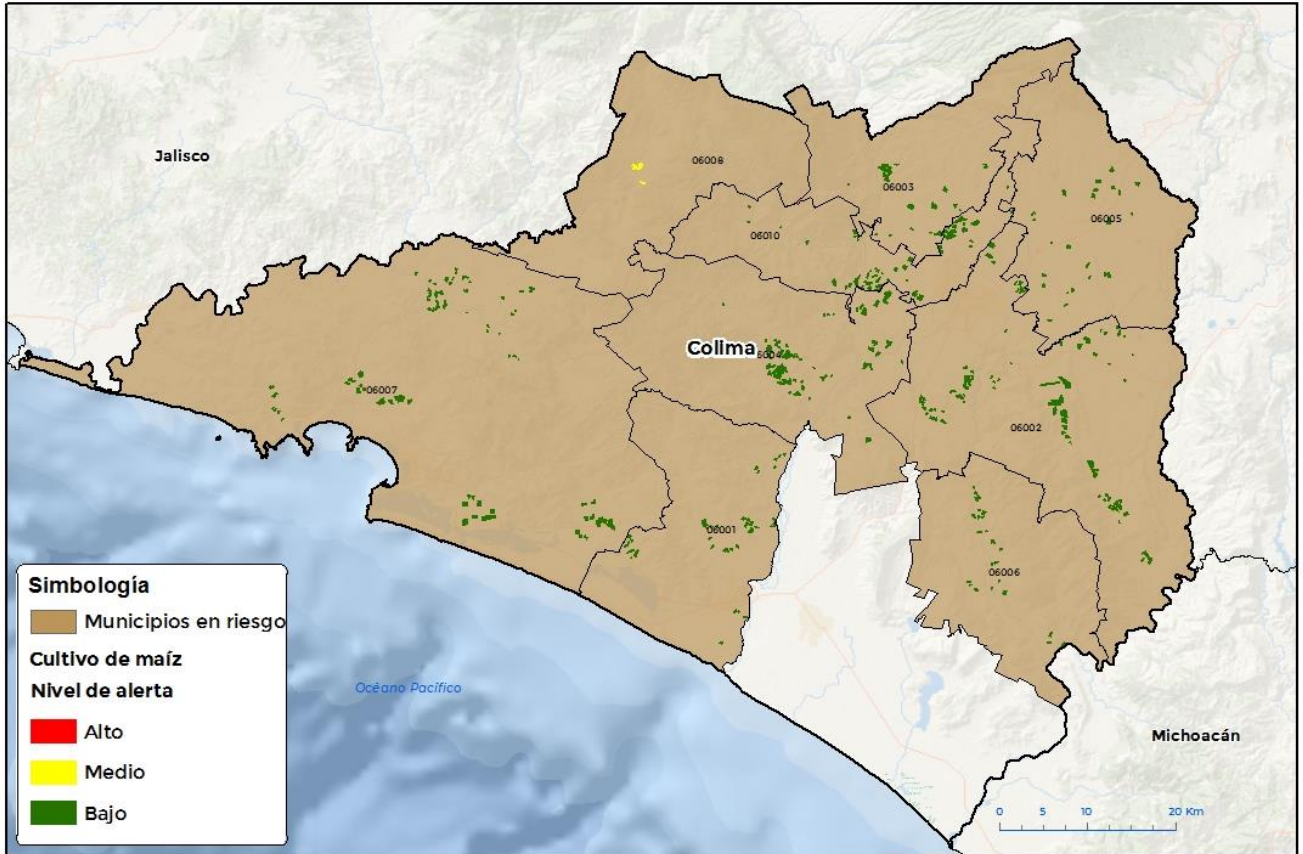 Jalisco
06008
06003
06005
06010
Colima
06004
06007
06002
06001
06006
Océano Pacífico
Michoacán
Simbología
Municipios en riesgo
Cultivo de maíz
Nivel de alerta
Alto
Medio
Bajo
0 5 10 20 Km